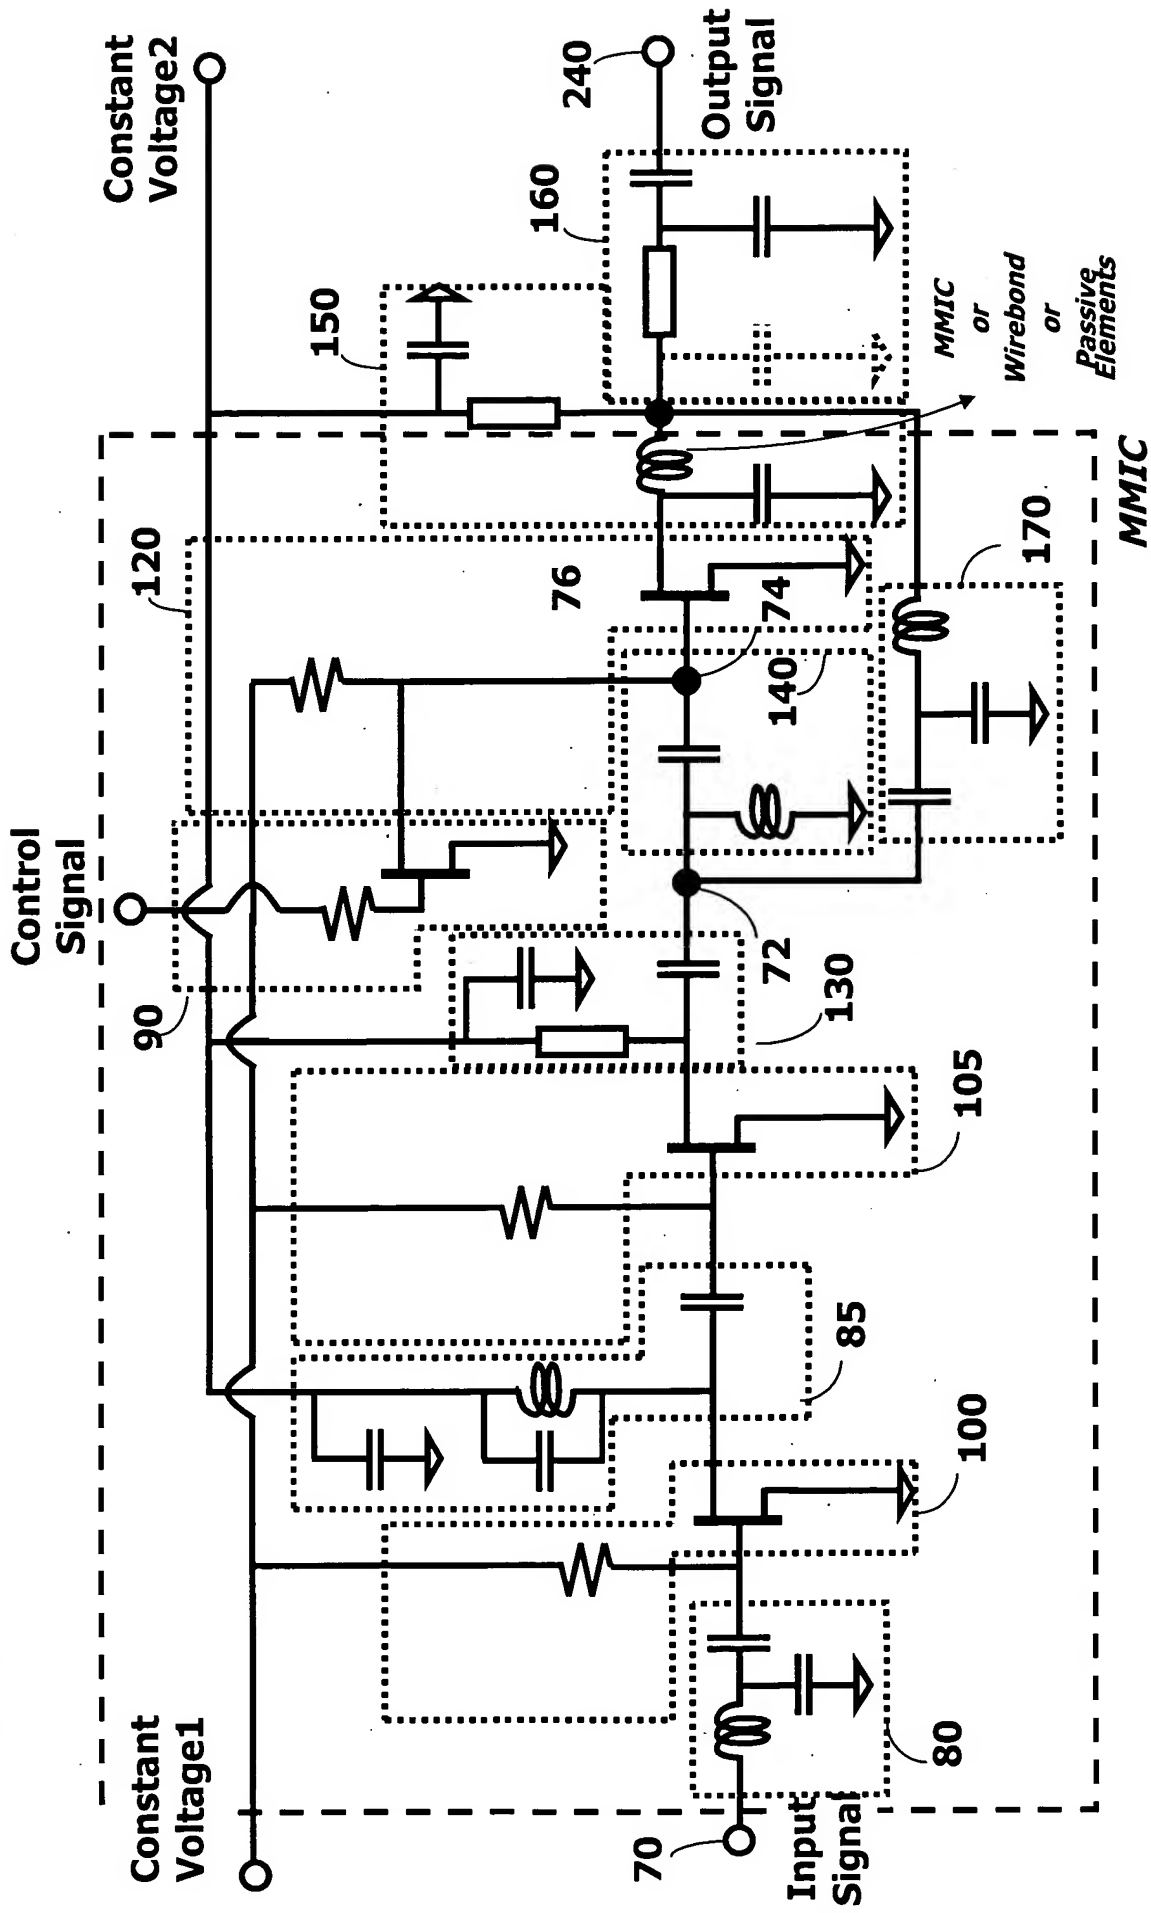 Constant
Voltage1
Control
Signal
Constant
Voltage2
90
120
150
160
240
Output
Signal
76
74
140
72
130
170
105
85
100
80
70
Input
Signal
MMIC
or
Wirebond
or
Passive
Elements
MMIC